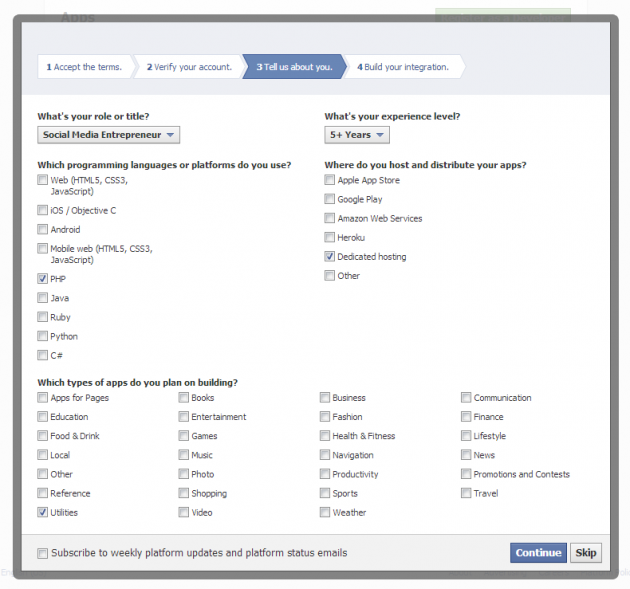 Apps
1 Accept the terms.
2 Verify your account.
3 Tell us about you.
4 Build your integration.
What's your role or title?
Social Media Entrepreneur
What's your experience level?
5+ Years
Which programming languages or platforms do you use?
Web (HTML5, CSS3,
JavaScript)
iOS / Objective C
Android
Mobile web (HTML5, CSS3,
JavaScript)
PHP
Java
Ruby
Python
C#
Where do you host and distribute your apps?
Apple App Store
Google Play
Amazon Web Services
Heroku
Dedicated hosting
Other
Which types of apps do you plan on building?
Apps for Pages
Books
Business
Communication
Education
Entertainment
Fashion
Finance
Food & Drink
Games
Health & Fitness
Lifestyle
Local
Music
Navigation
News
Other
Photo
Productivity
Promotions and Contests
Reference
Shopping
Sports
Travel
Utilities
Video
Weather
Subscribe to weekly platform updates and platform status emails
Continue
Skip